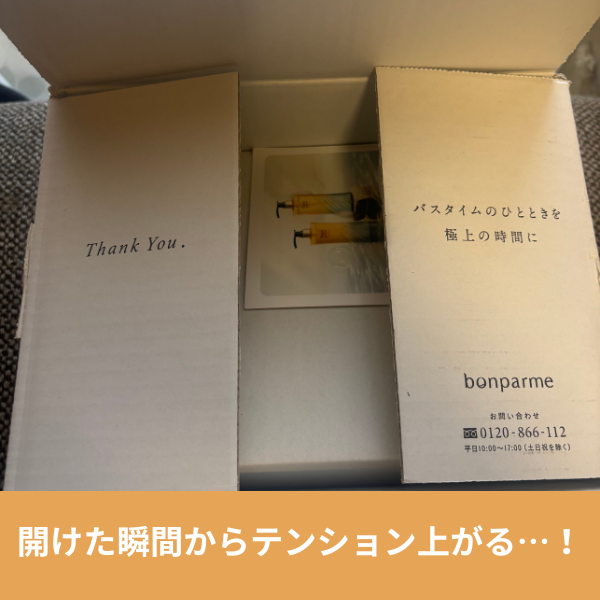 Thank You.
バスタイムのひとときを
極上の時間に
bonparme
お問い合わせ
0120-866-112
平日10:00〜17:00（土日祝を除く）
開けた瞬間からテンション上がる…！